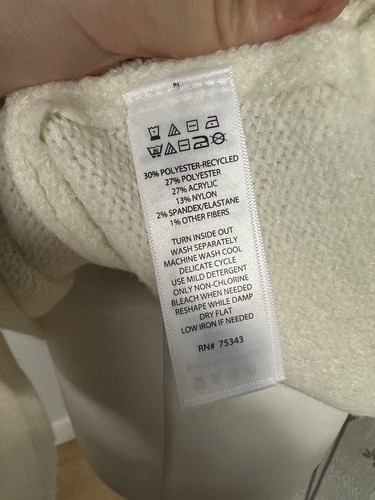 30% POLYESTER-RECYCLED
27% POLYESTER
27% ACRYLIC
13% NYLON
2% SPANDEX/ELASTANE
1% OTHER FIBERS
TURN INSIDE OUT
WASH SEPARATELY
MACHINE WASH COOL
DELICATE CYCLE
USE MILD DETERGENT
ONLY NON-CHLORINE
BLEACH WHEN NEEDED
RESHAPE WHILE DAMP
DRY FLAT
LOW IRON IF NEEDED
RN# 75343